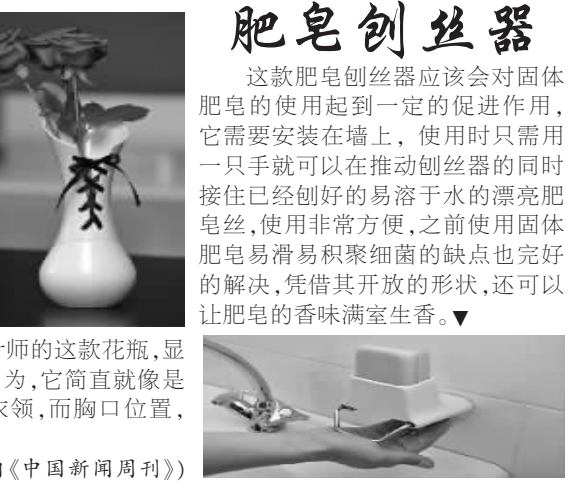 肥皂刨丝器
这款肥皂刨丝器应该会对固体
肥皂的使用起到一定的促进作用，
它需要安装在墙上，使用时只需用
一只手就可以在推动刨丝器的同时
接住已经刨好的易溶于水的漂亮肥
皂丝，使用非常方便，之前使用固体
肥皂易滑易积聚细菌的缺点也完好
的解决，凭借其开放的形状，还可以
让肥皂的香味满室生香。▼
师的这款花瓶，显
为，它简直就像是
领，而胸口位置，
《中国新闻周刊》）